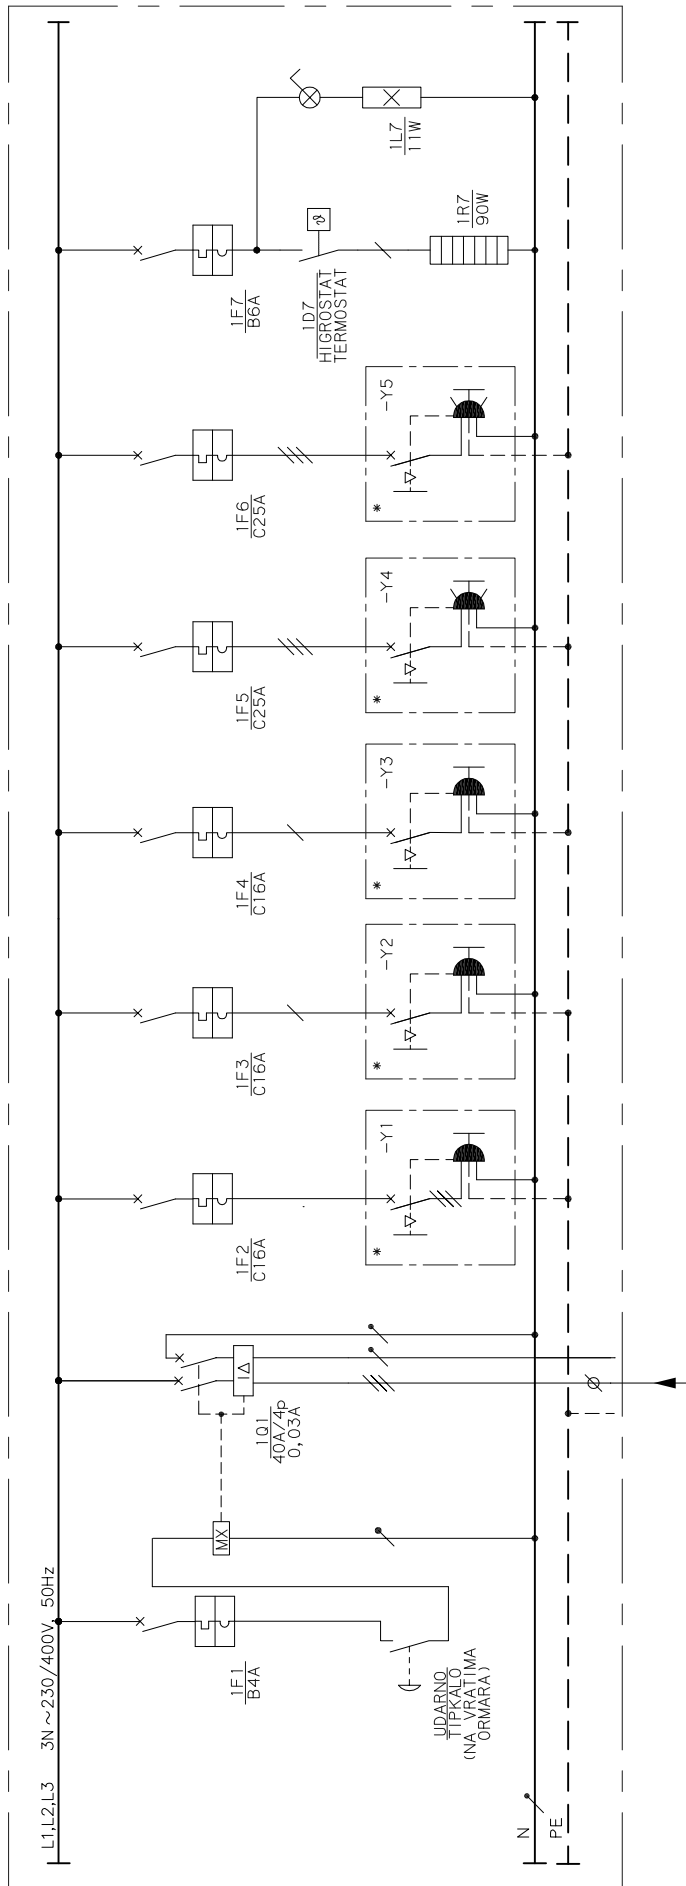 L1,L2,L3 3N~230/400V, 50Hz
N
PE
1F1
B4A
UDARNO
TIPKALO
(NA VRATIMA
ORMARA)
MX
1Q1
40A/4p
0,03A
I∆
1F2
C16A
-Y1
*
1F3
C16A
-Y2
*
1F4
C16A
-Y3
*
1F5
C25A
-Y4
*
1F6
C25A
-Y5
*
1F7
B6A
1D7
HIGROSTAT
TERMOSTAT
ϑ
1R7
90W
1L7
11W